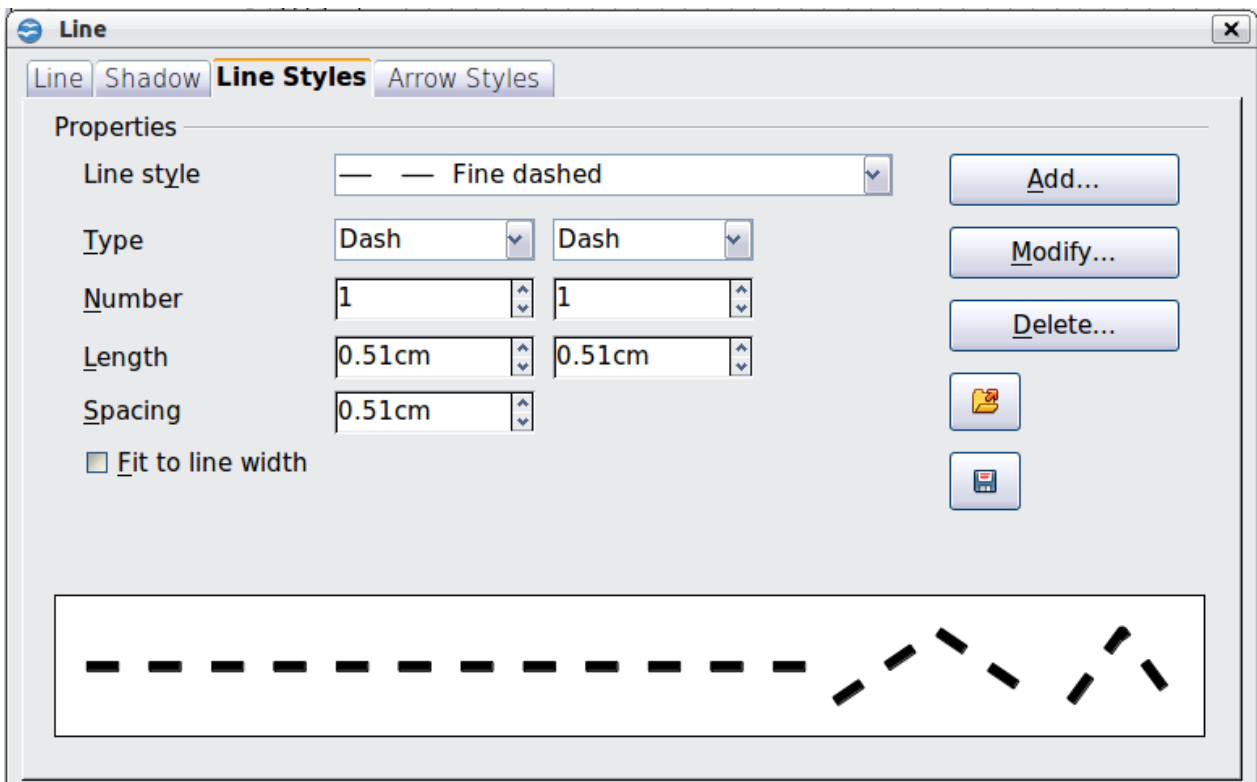 Line
Line Shadow Line Styles Arrow Styles
Properties
Line style — — Fine dashed Add...
Type Dash Dash Modify...
Number 1 1
Delete...
Length 0.51cm 0.51cm
Spacing 0.51cm
Fit to line width